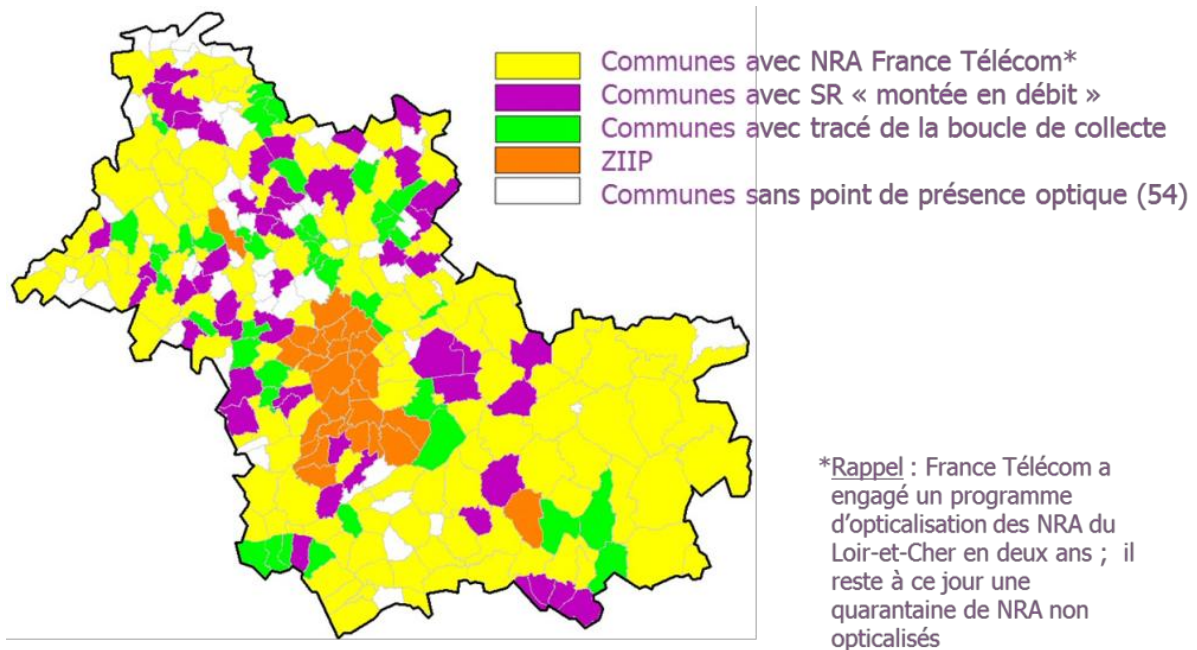 Communes avec NRA France Télécom*
Communes avec SR « montée en débit »
Communes avec tracé de la boucle de collecte
ZIIP
Communes sans point de présence optique (54)
*Rappel : France Télécom a
engagé un programme
d’opticalisation des NRA du
Loir-et-Cher en deux ans ; il
reste à ce jour une
quarantaine de NRA non
opticalisés